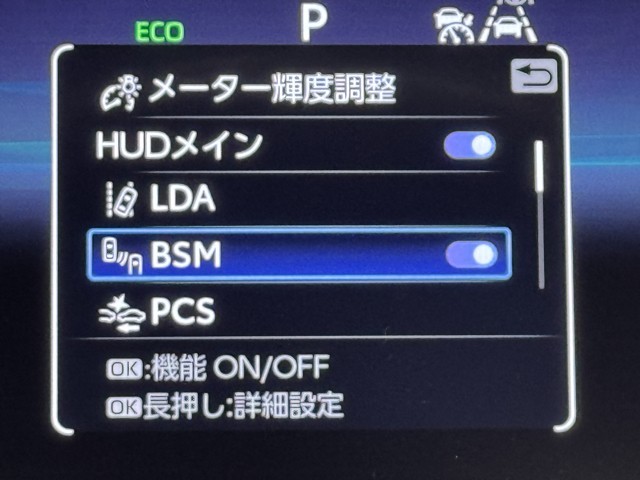 ECO
P
メーター輝度調整
HUDメイン
LDA
BSM
PCS
OK:機能 ON/OFF
OK長押し:詳細設定